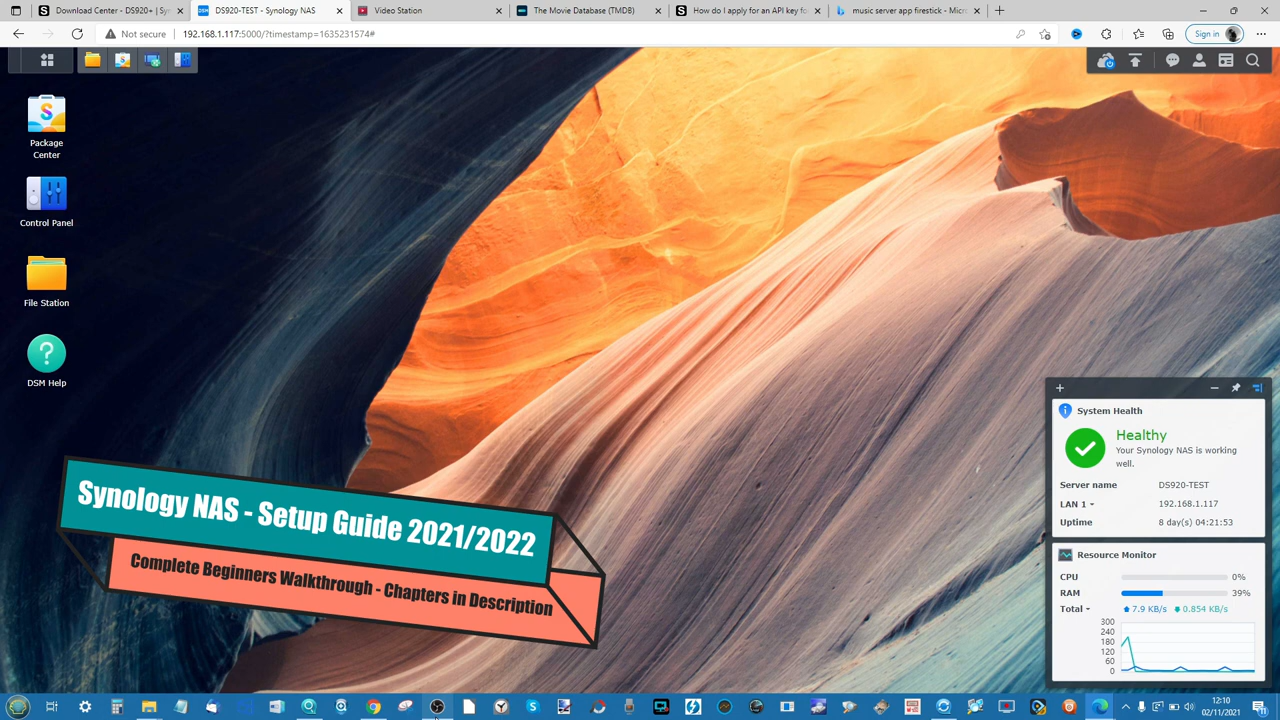 Download Center - DS920+ | Syn
DS920-TEST - Synology NAS
Video Station
The Movie Database (TMDB)
How do I apply for an API key fo
music server app firestick - Micro
Not secure
192.168.1.117:5000/?timestamp=1635231574#
Sign in
Package
Center
Control Panel
File Station
DSM Help
Synology NAS - Setup Guide 2021/2022
Complete Beginners Walkthrough - Chapters in Description
System Health
Healthy
Your Synology NAS is working
well.
Server name DS920-TEST
LAN 1 192.168.1.117
Uptime 8 day(s) 04:21:53
Resource Monitor
CPU 0%
RAM 39%
Total 7.9 KB/s 0.854 KB/s
300
240
180
120
60
0
12:10
02/11/2021